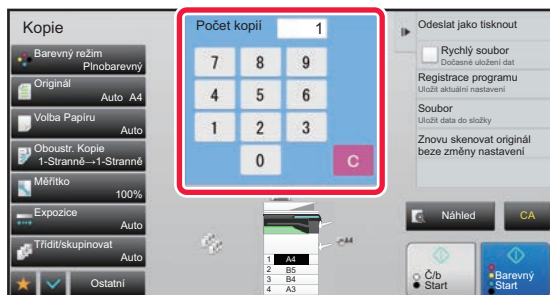 Kopie
Barevný režim
Plnobarevný
Originál
Auto A4
Volba Papíru
Auto
Oboustr. Kopie
1-Stranně→1-Stranně
Měřítko
100%
Expozice
Auto
Třídit/skupinovat
Auto
Ostatní
Počet kopií 1
7 8 9
4 5 6
1 2 3
0 C
A4
1 A4
2 B5
3 B4
4 A3
Odeslat jako tisknout
Rychlý soubor
Dočasné uložení dat
Registrace programu
Uložit aktuální nastavení
Soubor
Uložit data do složky
Znovu skenovat originál
beze změny nastavení
Náhled CA
Č/b
Start
Barevný
Start